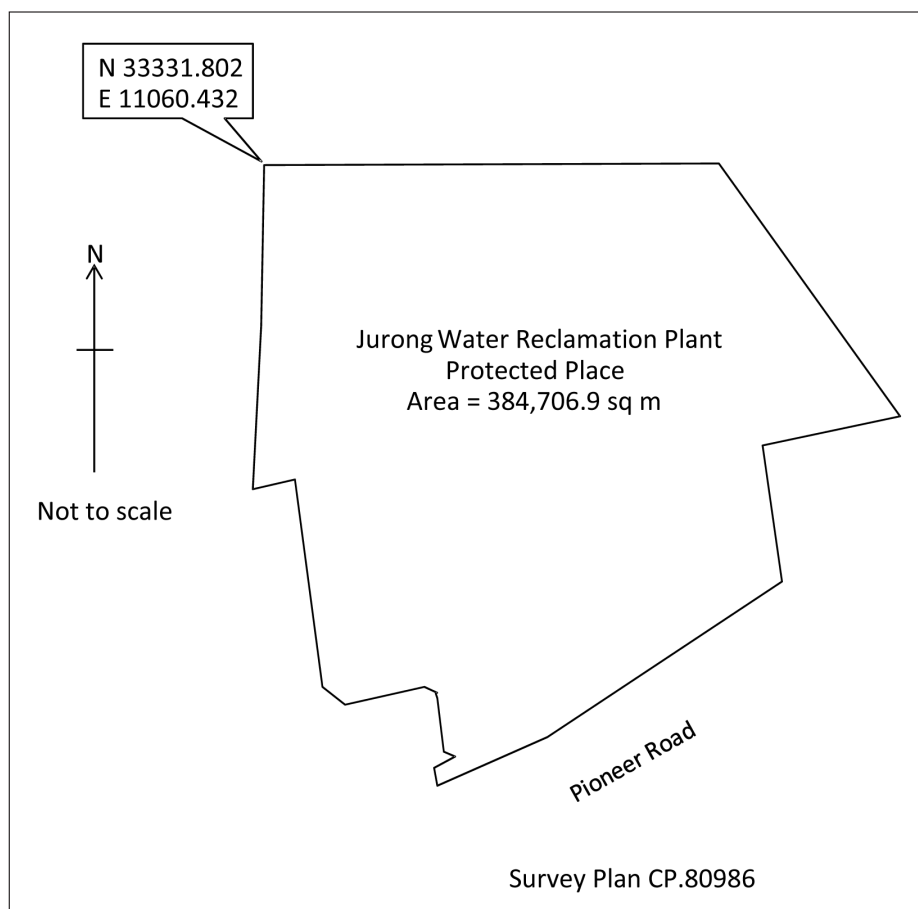 N 33331.802
E 11060.432
N
Jurong Water Reclamation Plant
Protected Place
Area = 384,706.9 sq m
Not to scale
Pioneer Road
Survey Plan CP.80986